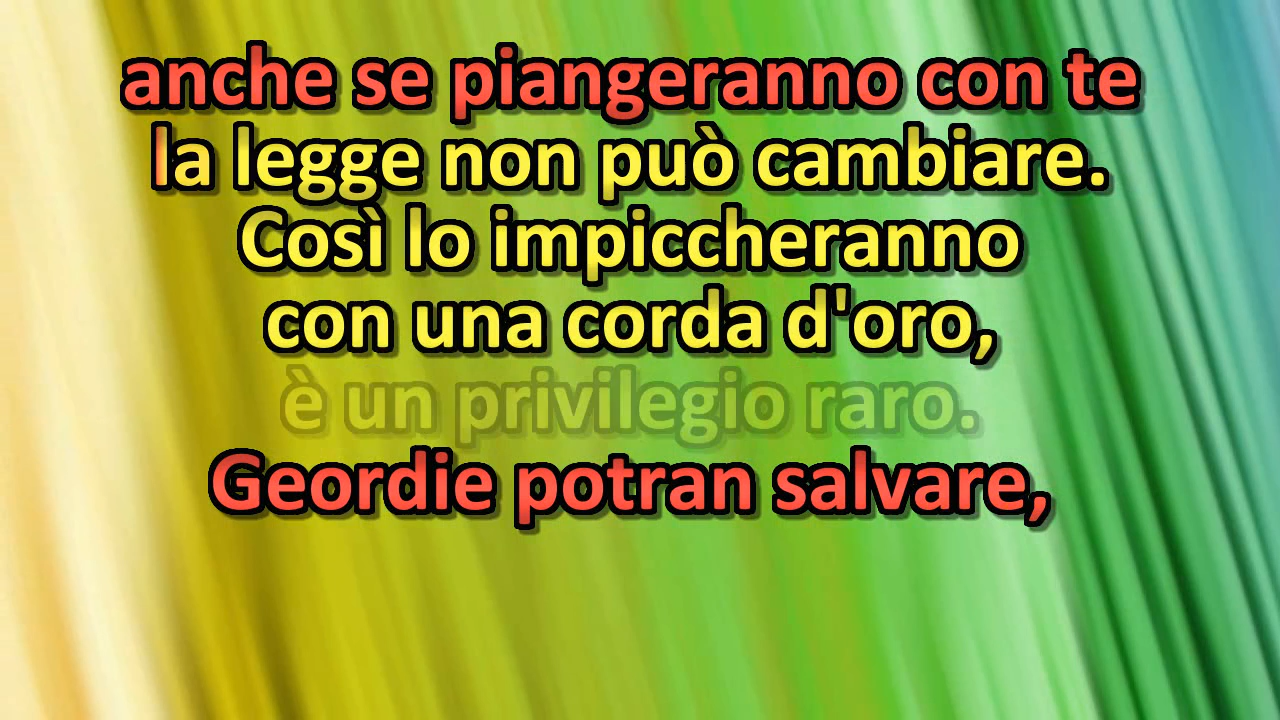 anche se piangeranno con te
la legge non può cambiare.
Così lo impiccheranno
con una corda d'oro,
è un privilegio raro.
Geordie potran salvare,